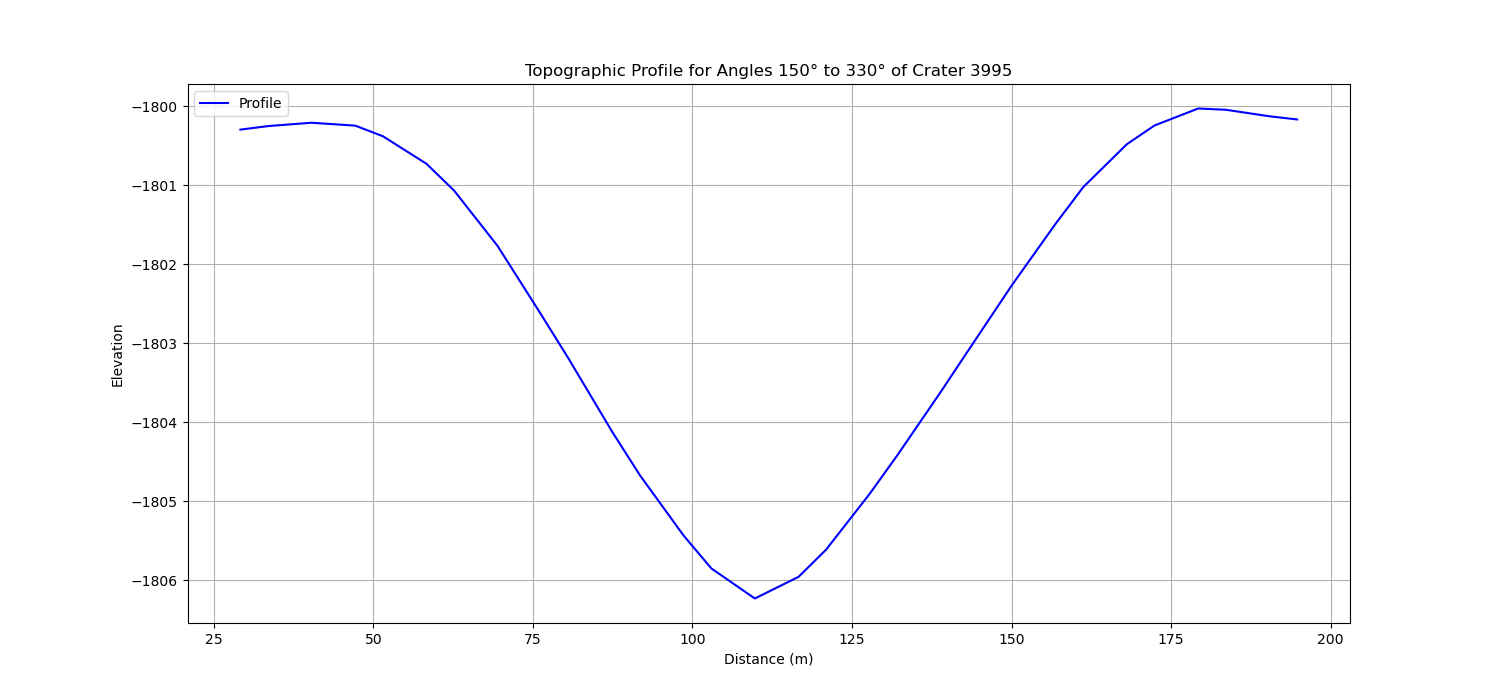 Topographic Profile for Angles 150° to 330° of Crater 3995
Profile
−1800
−1801
−1802
−1803
−1804
−1805
−1806
Elevation
25 50 75 100 125 150 175 200
Distance (m)